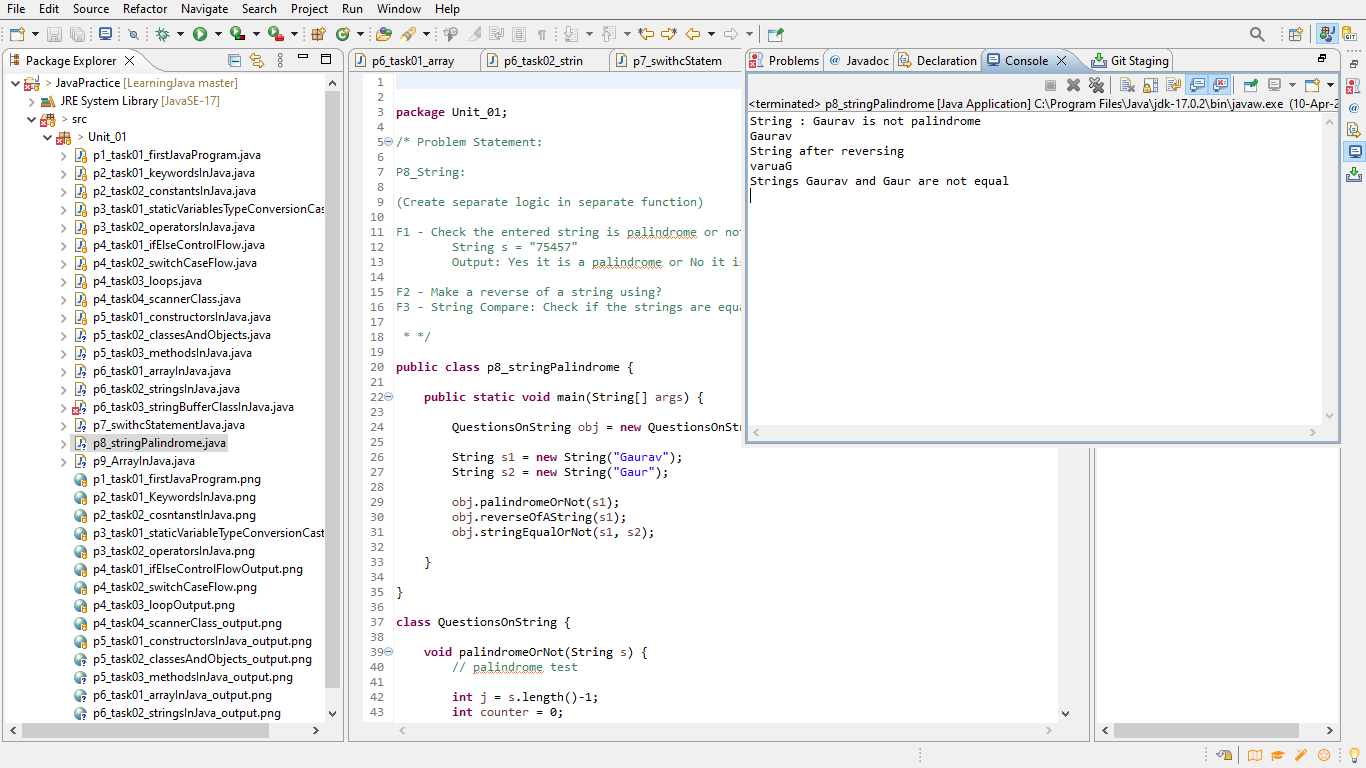 File Edit Source Refactor Navigate Search Project Run Window Help
Package Explorer
JavaPractice [LearningJava master]
JRE System Library [JavaSE-17]
src
Unit_01
p1_task01_firstJavaProgram.java
p2_task01_keywordsInJava.java
p2_task02_constantsInJava.java
p3_task01_staticVariablesTypeConversionCas
p3_task02_operatorsInJava.java
p4_task01_ifElseControlFlow.java
p4_task02_switchCaseFlow.java
p4_task03_loops.java
p4_task04_scannerClass.java
p5_task01_constructorsInJava.java
p5_task02_classesAndObjects.java
p5_task03_methodsInJava.java
p6_task01_arrayInJava.java
p6_task02_stringsInJava.java
p6_task03_stringBufferClassInJava.java
p7_swithcStatementJava.java
p8_stringPalindrome.java
p9_ArrayInJava.java
p1_task01_firstJavaProgram.png
p2_task01_KeywordsInJava.png
p2_task02_cosntanstInJava.png
p3_task01_staticVariableTypeConversionCast
p3_task02_operatorsInJava.png
p4_task01_ifElseControlFlowOutput.png
p4_task02_switchCaseFlow.png
p4_task03_loopOutput.png
p4_task04_scannerClass_output.png
p5_task01_constructorsInJava_output.png
p5_task02_classesAndObjects_output.png
p5_task03_methodsInJava_output.png
p6_task01_arrayInJava_output.png
p6_task02_stringsInJava_output.png
p6_task01_array p6_task02_strin p7_swithcStatem
1
2
3 package Unit_01;
4
5 /* Problem Statement:
6
7 P8_String:
8
9 (Create separate logic in separate function)
10
11 F1 - Check the entered string is palindrome or not
12 String s = "75457"
13 Output: Yes it is a palindrome or No it is
14
15 F2 - Make a reverse of a string using?
16 F3 - String Compare: Check if the strings are equa
17
18 * */
19
20 public class p8_stringPalindrome {
21
22 public static void main(String[] args) {
23
24 QuestionsOnString obj = new QuestionsOnStr
25
26 String s1 = new String("Gaurav");
27 String s2 = new String("Gaur");
28
29 obj.palindromeOrNot(s1);
30 obj.reverseOfAString(s1);
31 obj.stringEqualOrNot(s1, s2);
32
33 }
34
35 }
36
37 class QuestionsOnString {
38
39 void palindromeOrNot(String s) {
40 // palindrome test
41
42 int j = s.length()-1;
43 int counter = 0;
Problems @ Javadoc Declaration Console Git Staging
<terminated> p8_stringPalindrome [Java Application] C:\Program Files\Java\jdk-17.0.2\bin\javaw.exe (10-Apr-2
String : Gaurav is not palindrome
Gaurav
String after reversing
varuaG
Strings Gaurav and Gaur are not equal